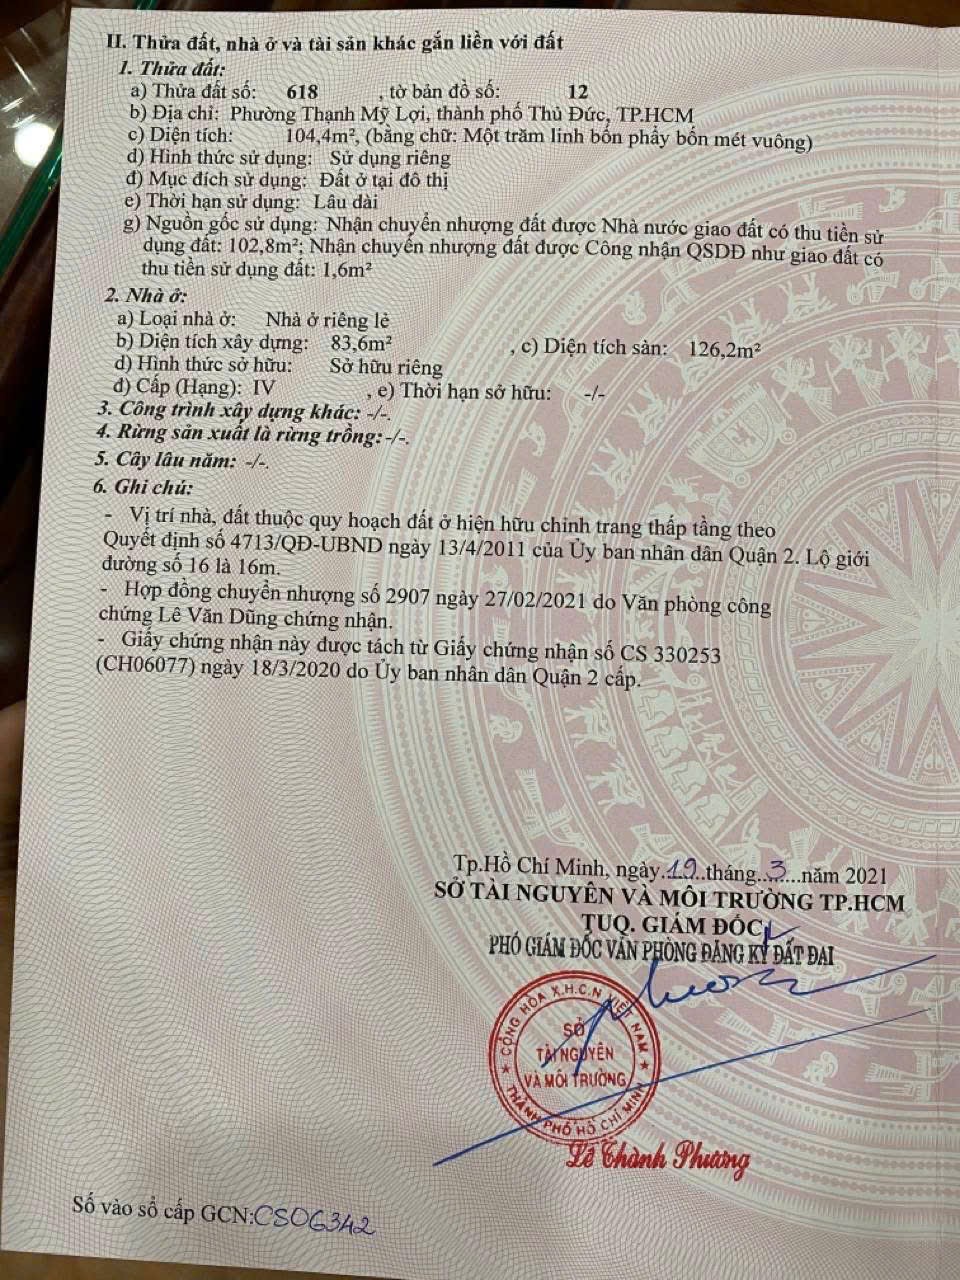 II. Thửa đất, nhà ở và tài sản khác gắn liền với đất
1. Thửa đất:
a) Thửa đất số: 618 , tờ bản đồ số: 12
b) Địa chỉ: Phường Thạnh Mỹ Lợi, thành phố Thủ Đức, TP.HCM
c) Diện tích: 104,4m², (bằng chữ: Một trăm linh bốn phẩy bốn mét vuông)
d) Hình thức sử dụng: Sử dụng riêng
đ) Mục đích sử dụng: Đất ở tại đô thị
e) Thời hạn sử dụng: Lâu dài
g) Nguồn gốc sử dụng: Nhận chuyển nhượng đất được Nhà nước giao đất có thu tiền sử
dụng đất: 102,8m²; Nhận chuyển nhượng đất được Công nhận QSDĐ như giao đất có
thu tiền sử dụng đất: 1,6m²
2. Nhà ở:
a) Loại nhà ở: Nhà ở riêng lẻ
b) Diện tích xây dựng: 83,6m² , c) Diện tích sàn: 126,2m²
d) Hình thức sở hữu: Sở hữu riêng
đ) Cấp (Hạng): IV , e) Thời hạn sở hữu: -/-
3. Công trình xây dựng khác: -/-.
4. Rừng sản xuất là rừng trồng: -/-.
5. Cây lâu năm: -/-.
6. Ghi chú:
- Vị trí nhà, đất thuộc quy hoạch đất ở hiện hữu chỉnh trang thấp tầng theo
Quyết định số 4713/QĐ-UBND ngày 13/4/2011 của Ủy ban nhân dân Quận 2. Lộ giới
đường số 16 là 16m.
- Hợp đồng chuyển nhượng số 2907 ngày 27/02/2021 do Văn phòng công
chứng Lê Văn Dũng chứng nhận.
- Giấy chứng nhận này được tách từ Giấy chứng nhận số CS 330253
(CH06077) ngày 18/3/2020 do Ủy ban nhân dân Quận 2 cấp.
Tp.Hồ Chí Minh, ngày..19..tháng..3...năm 2021
SỞ TÀI NGUYÊN VÀ MÔI TRƯỜNG TP.HCM
TUQ. GIÁM ĐỐC
PHÓ GIÁM ĐỐC VĂN PHÒNG ĐĂNG KÝ ĐẤT ĐAI
CỘNG HÒA X.H.C.N VIỆT NAM
SỞ
TÀI NGUYÊN
VÀ MÔI TRƯỜNG
THÀNH PHỐ HỒ CHÍ MINH
Lê Thành Phương
Số vào sổ cấp GCN:CS06342